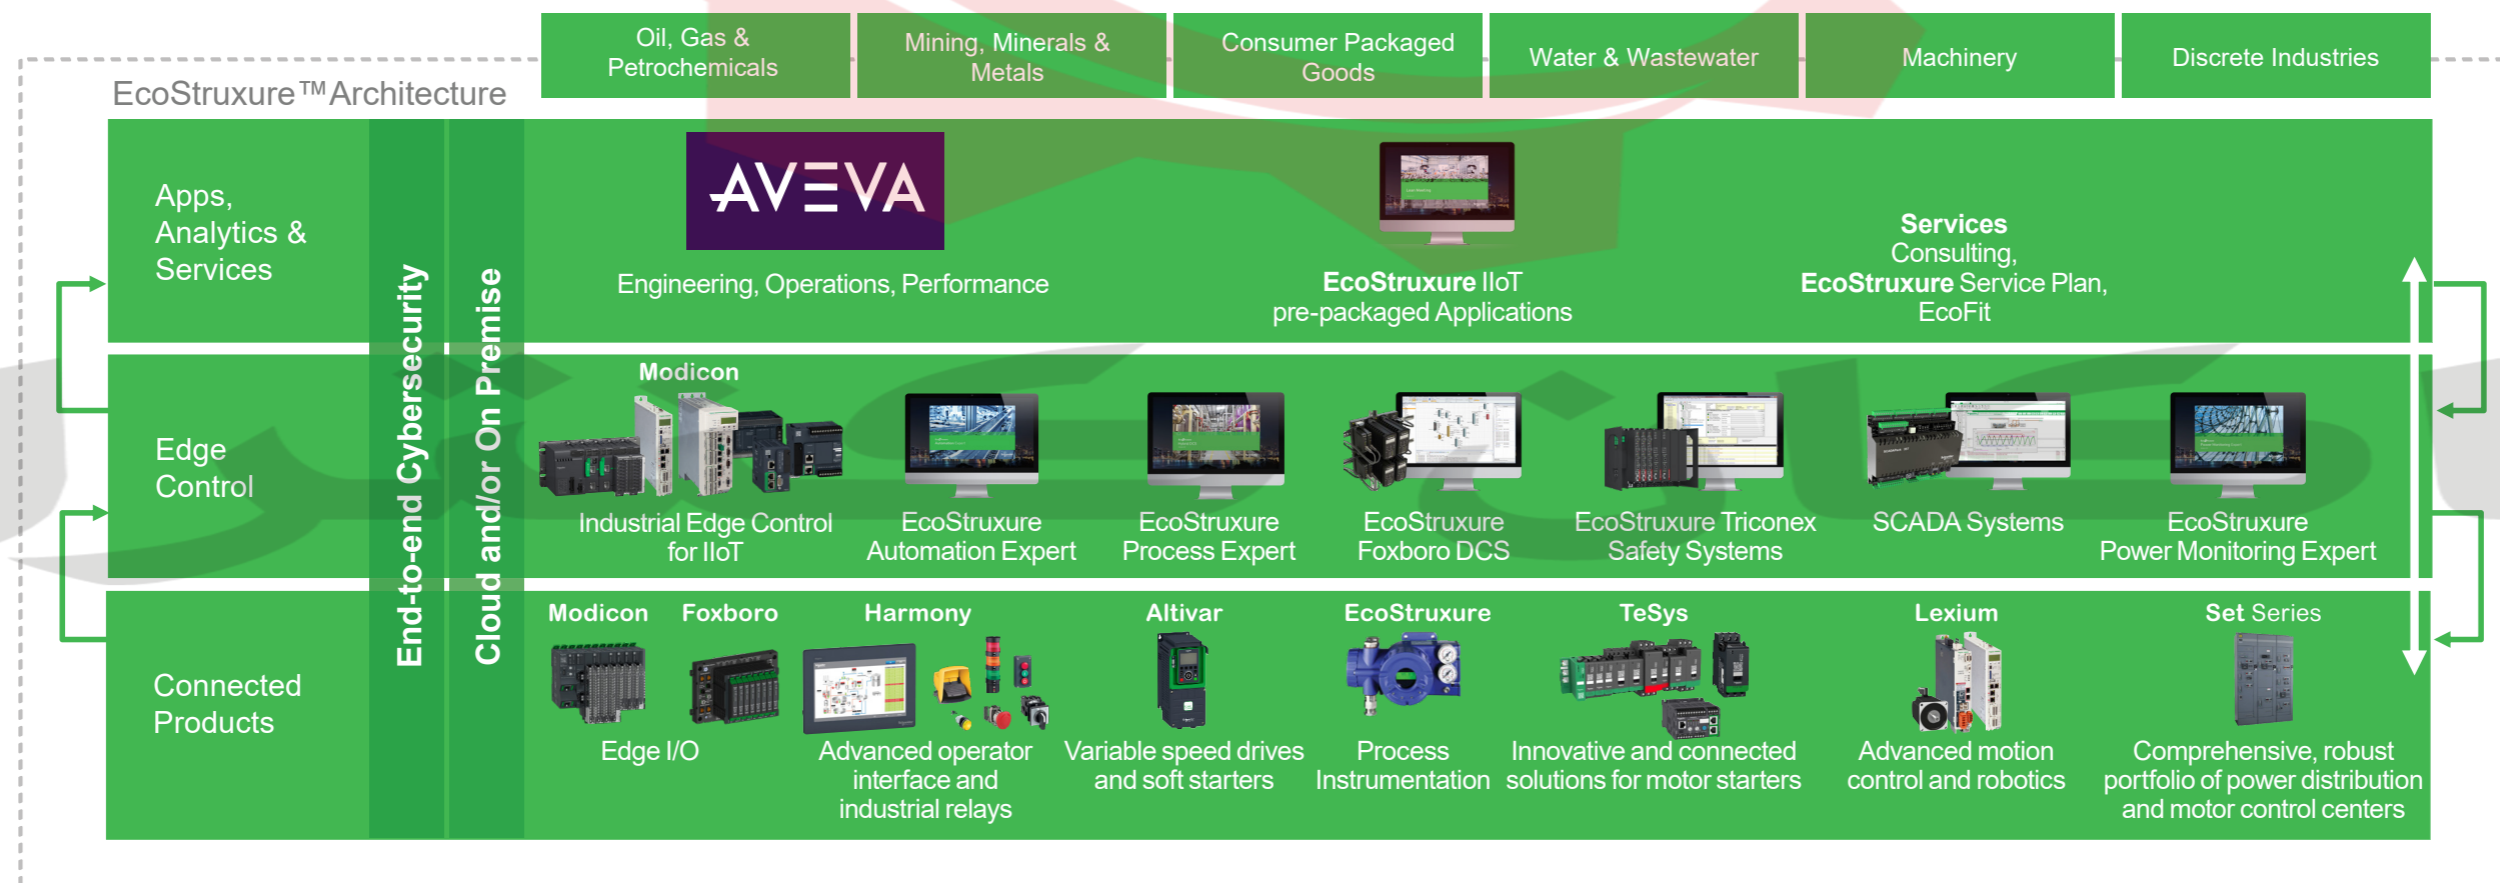 Oil, Gas &
Petrochemicals
Mining, Minerals &
Metals
Consumer Packaged
Goods
Water & Wastewater
Machinery
Discrete Industries
EcoStruxure™Architecture
Apps,
Analytics &
Services
End-to-end Cybersecurity
Cloud and/or On Premise
AVEVA
Engineering, Operations, Performance
EcoStruxure IIoT
pre-packaged Applications
Services
Consulting,
EcoStruxure Service Plan,
EcoFit
Edge
Control
Modicon
Industrial Edge Control
for IIoT
EcoStruxure
Automation Expert
EcoStruxure
Process Expert
EcoStruxure
Foxboro DCS
EcoStruxure Triconex
Safety Systems
SCADA Systems
EcoStruxure
Power Monitoring Expert
Connected
Products
Modicon
Foxboro
Edge I/O
Harmony
Advanced operator
interface and
industrial relays
Altivar
Variable speed drives
and soft starters
EcoStruxure
Process
Instrumentation
TeSys
Innovative and connected
solutions for motor starters
Lexium
Advanced motion
control and robotics
Set Series
Comprehensive, robust
portfolio of power distribution
and motor control centers